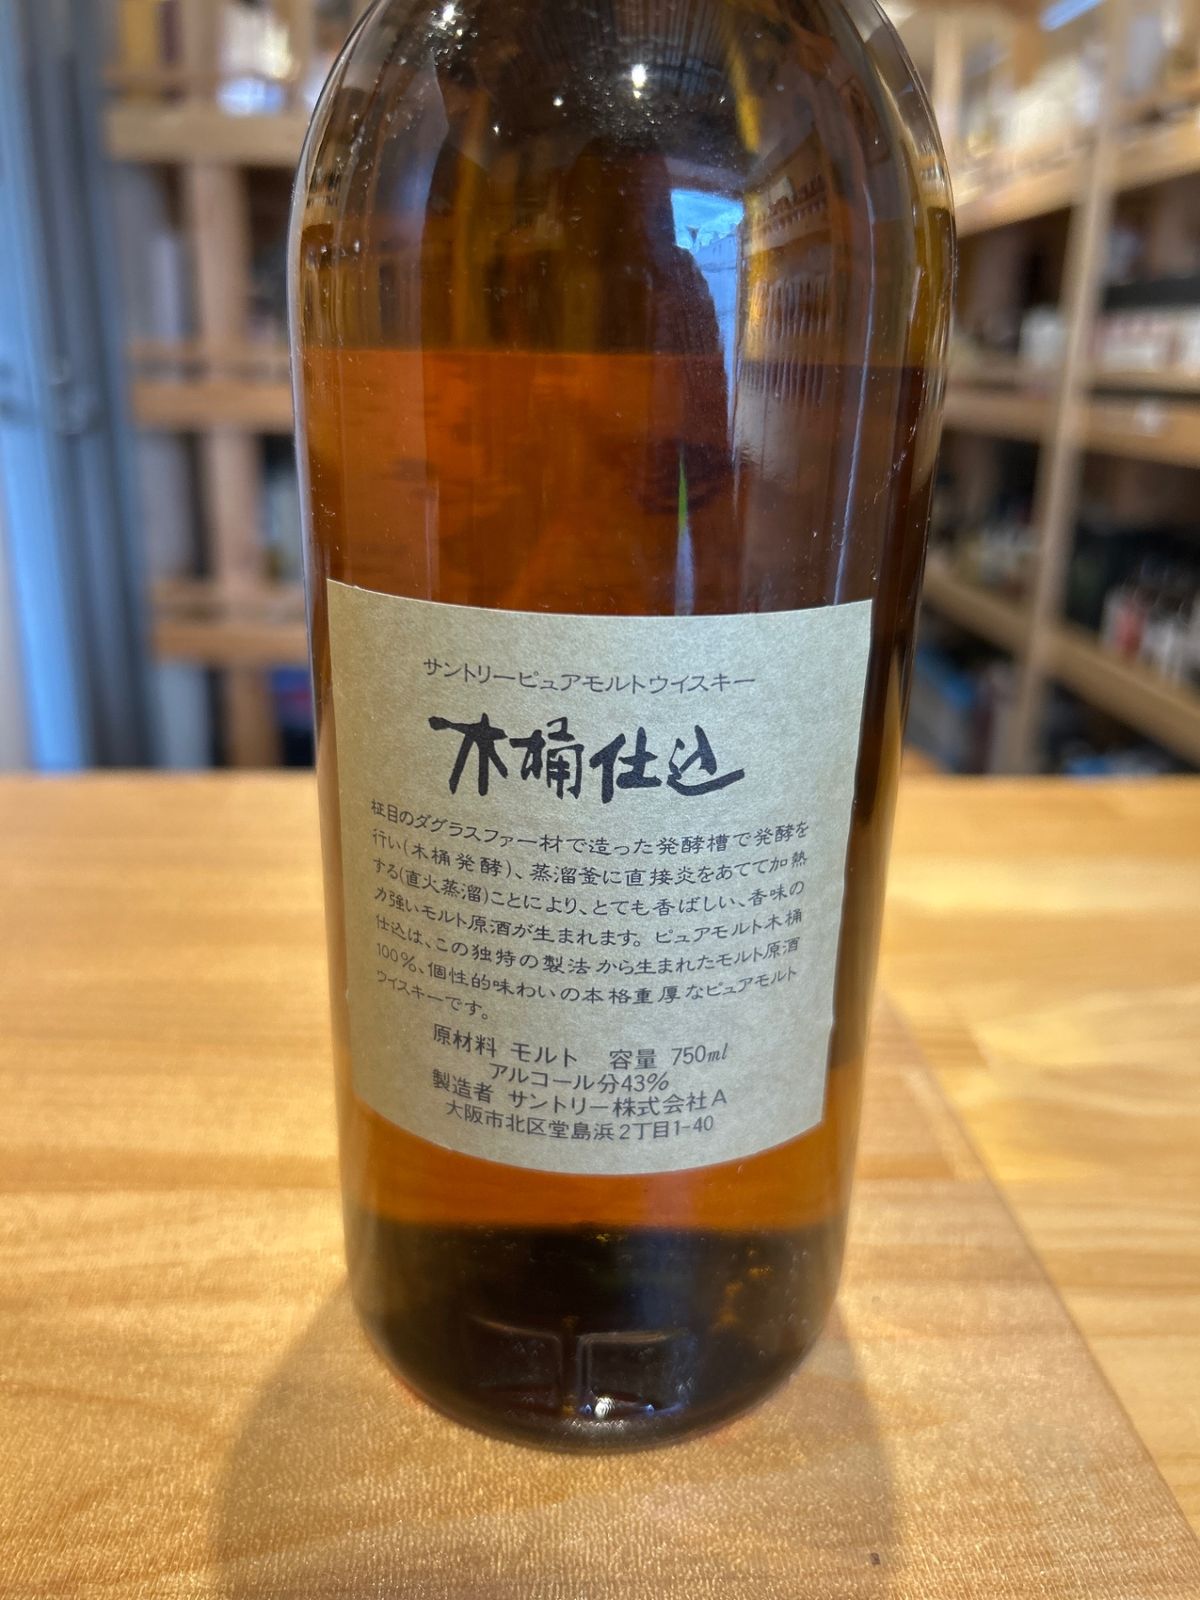 サントリーピュアモルトウイスキー
木桶仕込
柾目のダグラスファー材で造った発酵槽で発酵を
行い(木桶発酵)、蒸溜釜に直接炎をあてて加熱
する(直火蒸溜)ことにより、とても香ばしい、香味の
力強いモルト原酒が生まれます。ピュアモルト木桶
仕込は、この独特の製法から生まれたモルト原酒
100%、個性的味わいの本格重厚なピュアモルト
ウイスキーです。
原材料 モルト 容量 750ml
アルコール分43%
製造者 サントリー株式会社A
大阪市北区堂島浜2丁目1-40